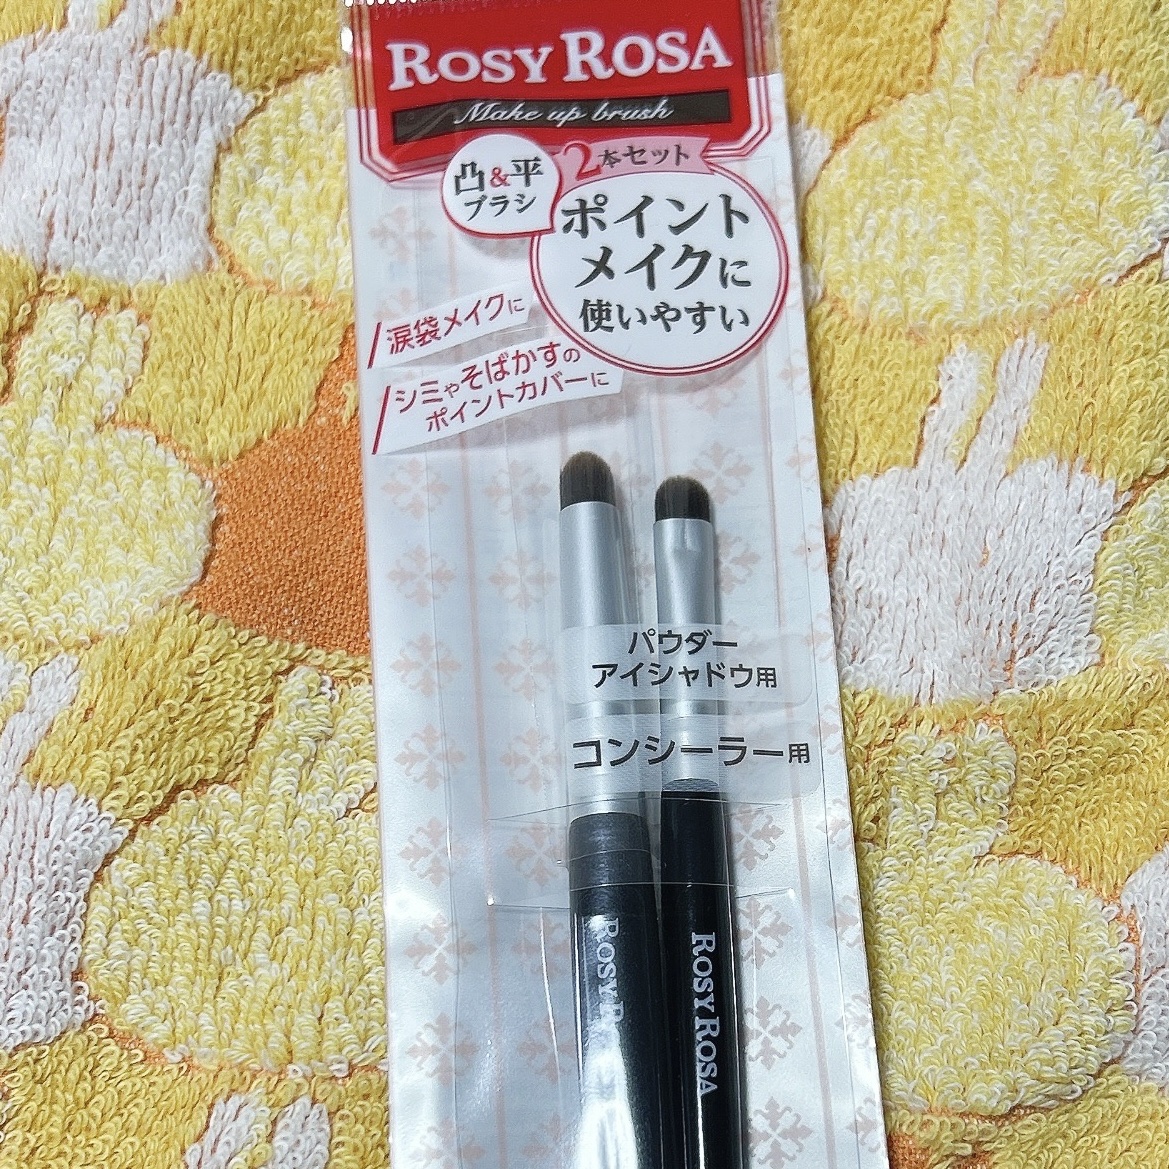 ROSY ROSA
Make up brush
凸&平
ブラシ
2本セット
ポイント
メイクに
使いやすい
涙袋メイクに
シミやそばかすの
ポイントカバーに
パウダー
アイシャドウ用
コンシーラー用
ROSY R
ROSY ROSA